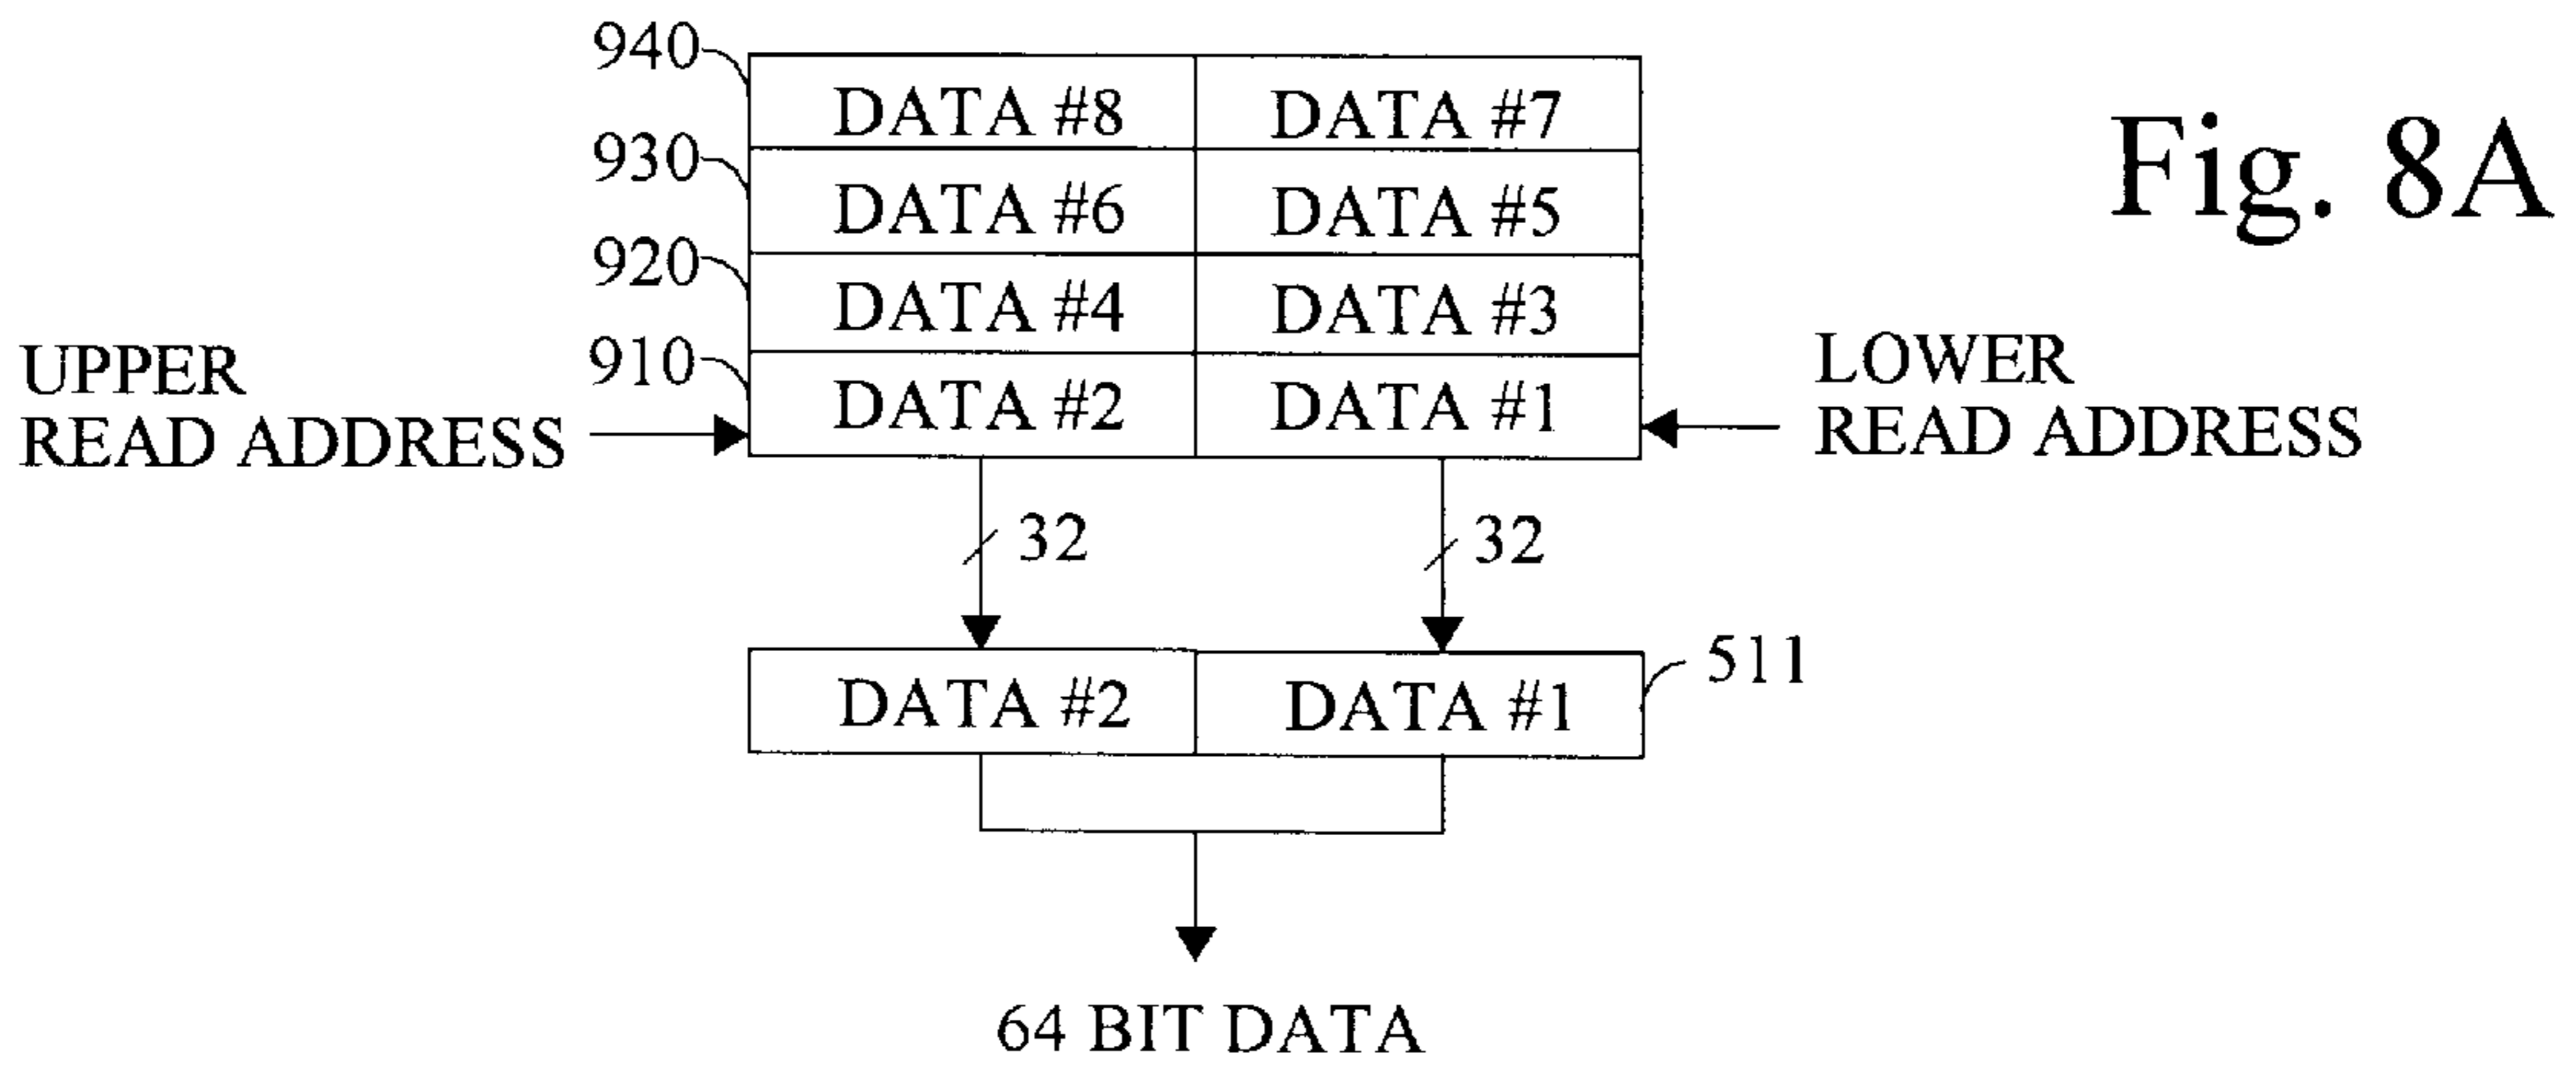 Fig. 8A
940
DATA #8 DATA #7
930
DATA #6 DATA #5
920
DATA #4 DATA #3
910
DATA #2 DATA #1
UPPER
READ ADDRESS
LOWER
READ ADDRESS
32 32
DATA #2 DATA #1
511
64 BIT DATA